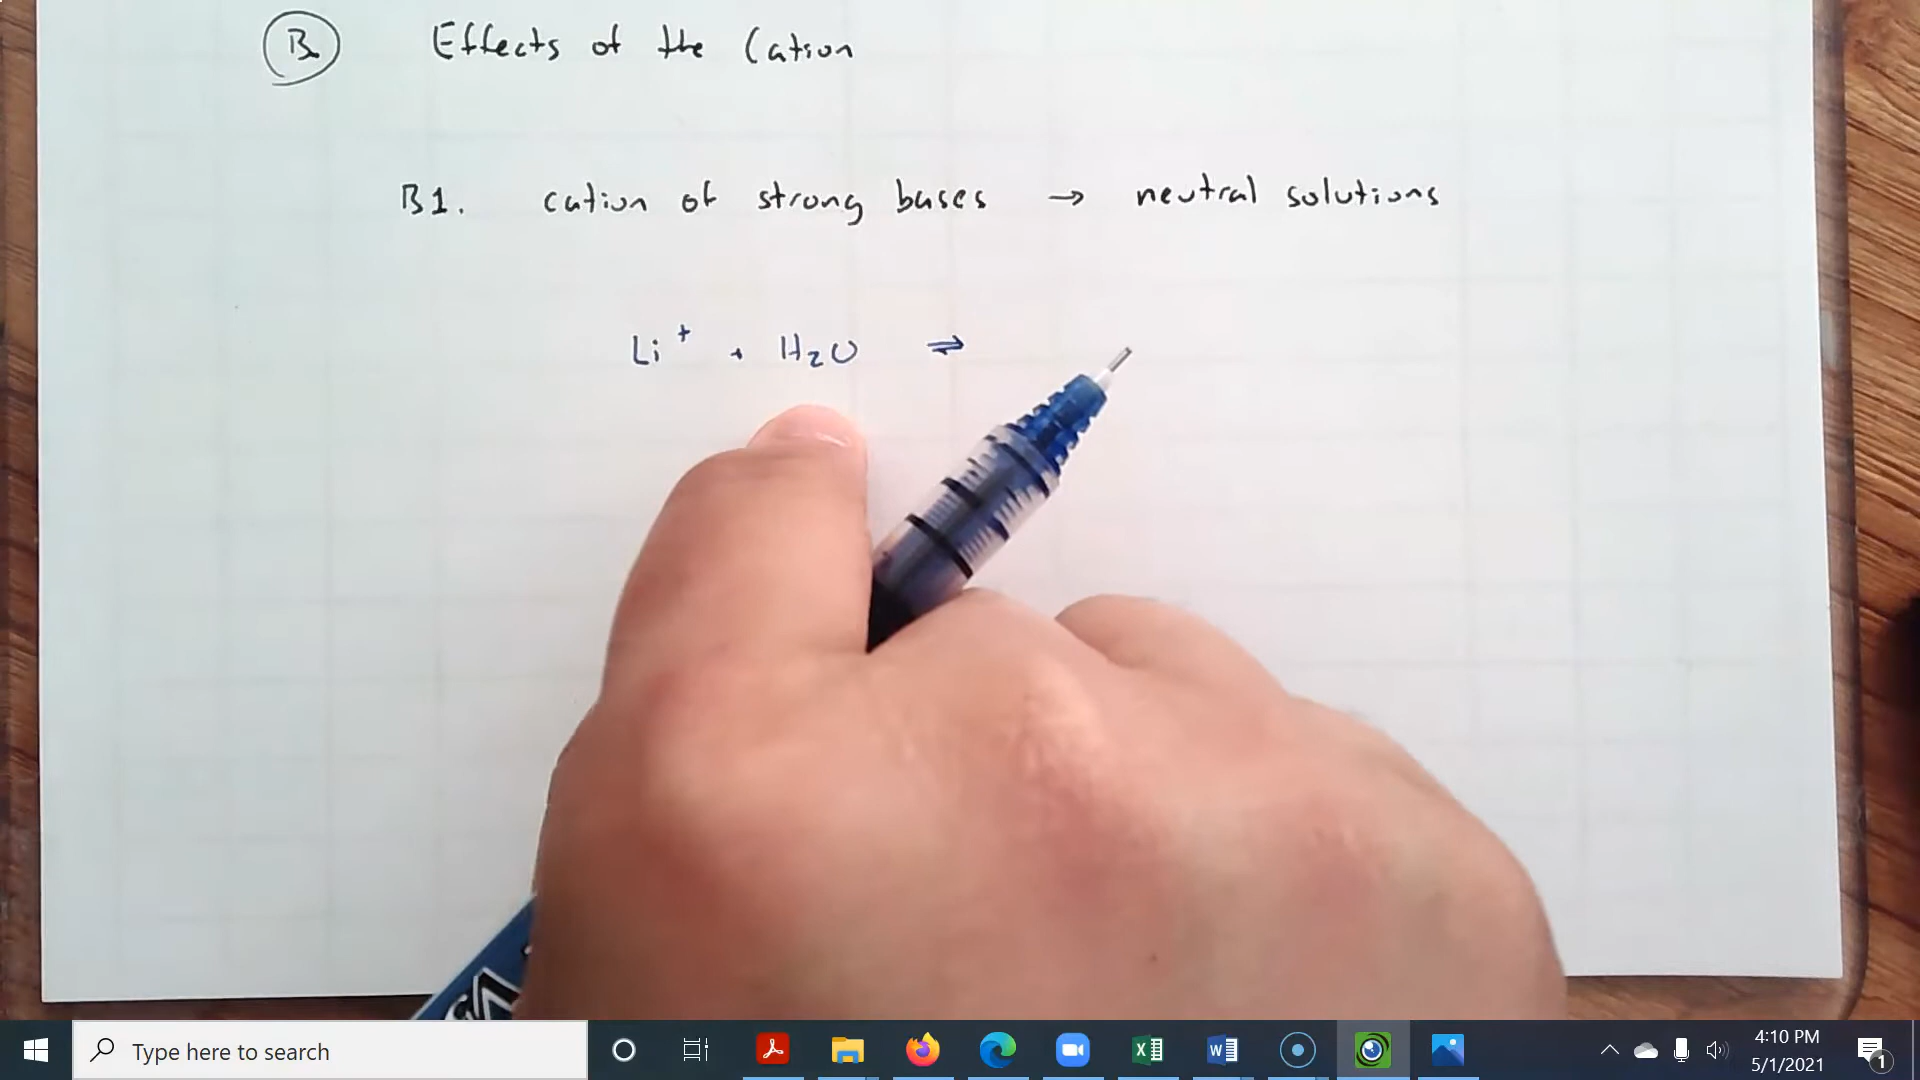 B Effects of the Cation
B1. cation of strong bases → neutral solutions
Li⁺ + H₂O ⇌
Type here to search
4:10 PM
5/1/2021
1